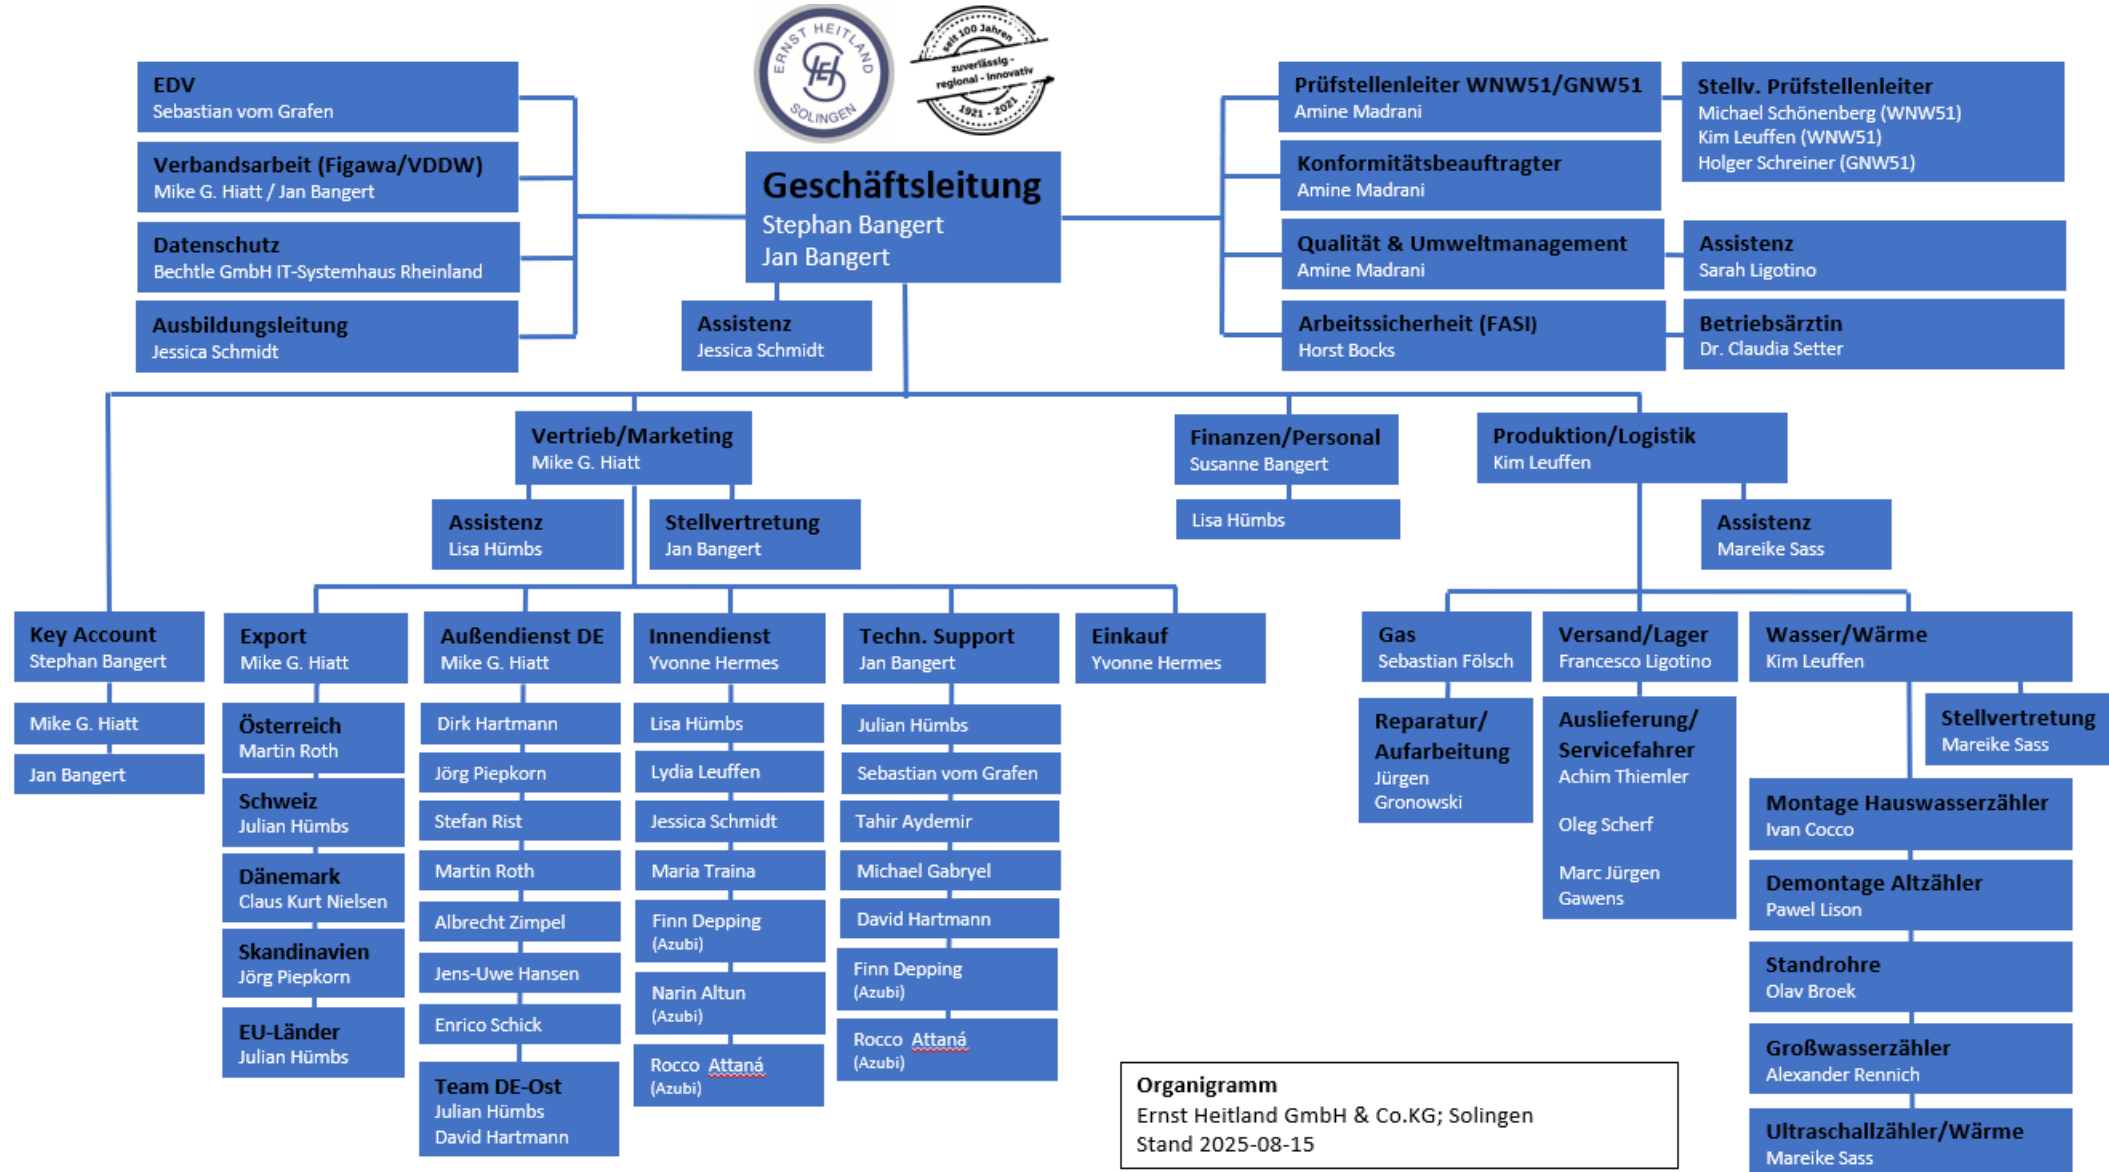 ERNST HEITLAND
SOLINGEN
seit 100 Jahren
zuverlässig -
regional - innovativ
1921 - 2021
EDV
Sebastian vom Grafen
Verbandsarbeit (Figawa/VDDW)
Mike G. Hiatt / Jan Bangert
Datenschutz
Bechtle GmbH IT-Systemhaus Rheinland
Ausbildungsleitung
Jessica Schmidt
Geschäftsleitung
Stephan Bangert
Jan Bangert
Assistenz
Jessica Schmidt
Prüfstellenleiter WNW51/GNW51
Amine Madrani
Stellv. Prüfstellenleiter
Michael Schönenberg (WNW51)
Kim Leuffen (WNW51)
Holger Schreiner (GNW51)
Konformitätsbeauftragter
Amine Madrani
Qualität & Umweltmanagement
Amine Madrani
Assistenz
Sarah Ligotino
Arbeitssicherheit (FASI)
Horst Bocks
Betriebsärztin
Dr. Claudia Setter
Vertrieb/Marketing
Mike G. Hiatt
Assistenz
Lisa Hümbs
Stellvertretung
Jan Bangert
Finanzen/Personal
Susanne Bangert
Lisa Hümbs
Produktion/Logistik
Kim Leuffen
Assistenz
Mareike Sass
Key Account
Stephan Bangert
Mike G. Hiatt
Jan Bangert
Export
Mike G. Hiatt
Österreich
Martin Roth
Schweiz
Julian Hümbs
Dänemark
Claus Kurt Nielsen
Skandinavien
Jörg Piepkorn
EU-Länder
Julian Hümbs
Außendienst DE
Mike G. Hiatt
Dirk Hartmann
Jörg Piepkorn
Stefan Rist
Martin Roth
Albrecht Zimpel
Jens-Uwe Hansen
Enrico Schick
Team DE-Ost
Julian Hümbs
David Hartmann
Innendienst
Yvonne Hermes
Lisa Hümbs
Lydia Leuffen
Jessica Schmidt
Maria Traina
Finn Depping
(Azubi)
Narin Altun
(Azubi)
Rocco Attaná
(Azubi)
Techn. Support
Jan Bangert
Julian Hümbs
Sebastian vom Grafen
Tahir Aydemir
Michael Gabryel
David Hartmann
Finn Depping
(Azubi)
Rocco Attaná
(Azubi)
Einkauf
Yvonne Hermes
Gas
Sebastian Fölsch
Reparatur/
Aufarbeitung
Jürgen
Gronowski
Versand/Lager
Francesco Ligotino
Auslieferung/
Servicefahrer
Achim Thiemler
Oleg Scherf
Marc Jürgen
Gawens
Wasser/Wärme
Kim Leuffen
Stellvertretung
Mareike Sass
Montage Hauswasserzähler
Ivan Cocco
Demontage Altzähler
Pawel Lison
Standrohre
Olav Broek
Großwasserzähler
Alexander Rennich
Ultraschallzähler/Wärme
Mareike Sass
Organigramm
Ernst Heitland GmbH & Co.KG; Solingen
Stand 2025-08-15